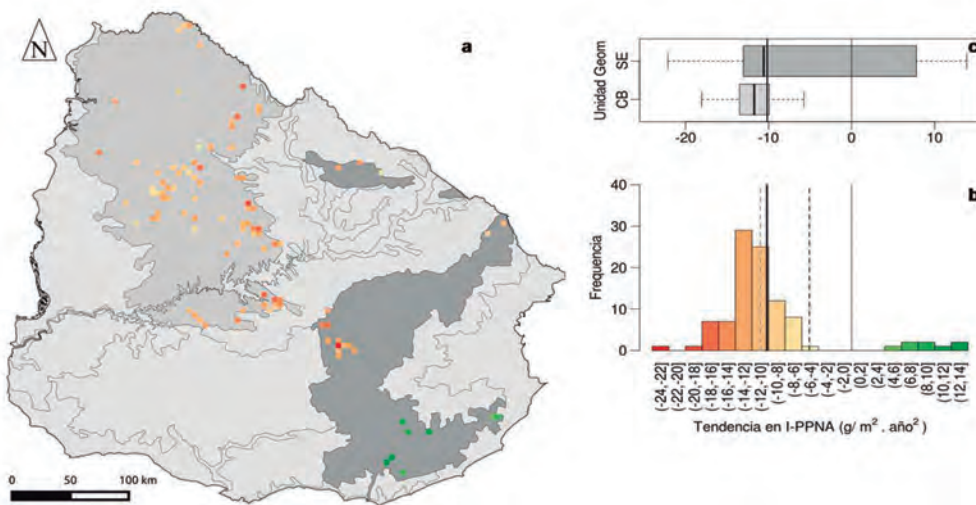 N
a
0 50 100 km
c
Unidad Geom
SE
CB
-20 -10 0 10
b
Frequencia
40
30
20
10
0
(-24,-22]
(-22,-20]
(-20,-18]
(-18,-16]
(-16,-14]
(-14,-12]
(-12,-10]
(-10,-8]
(-8,-6]
(-6,-4]
(-4,-2]
(-2,0]
(0,2]
(2,4]
(4,6]
(6,8]
(8,10]
(10,12]
(12,14]
Tendencia en I-PPNA (g/ m², año²)